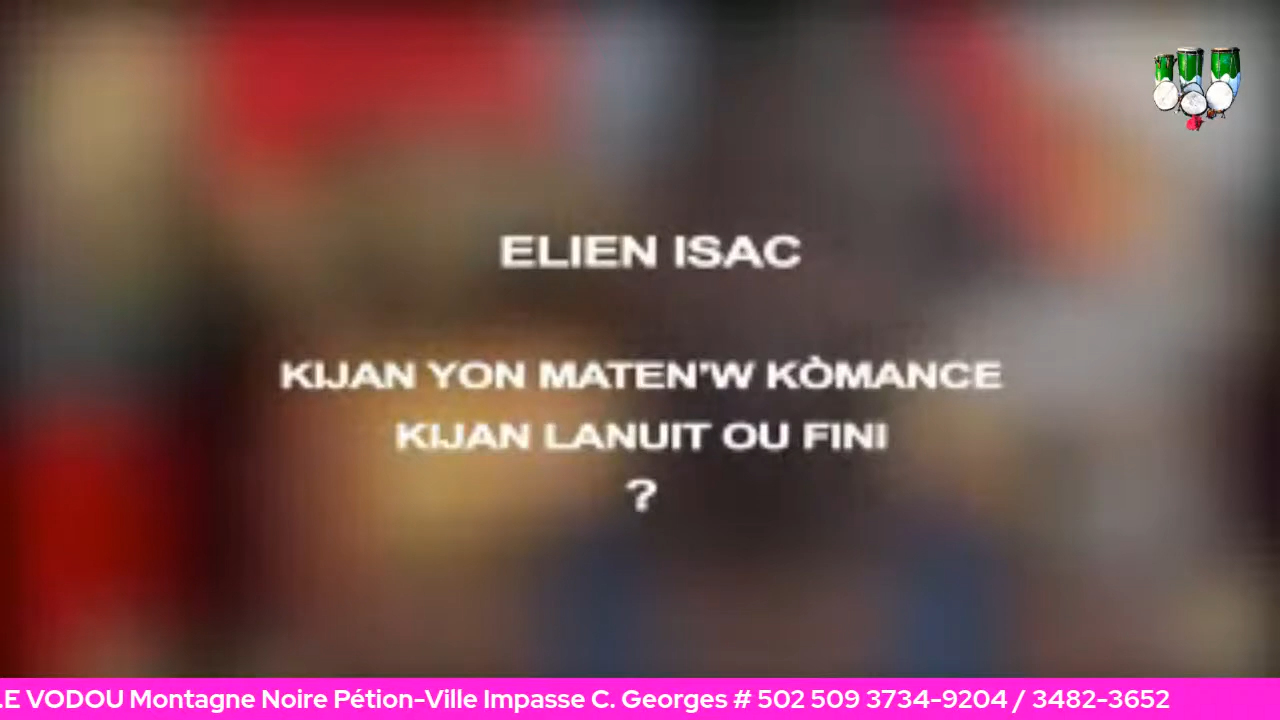 ELIEN ISAC
KIJAN YON MATEN'W KÒMANCE
KIJAN LANUIT OU FINI
?
LE VODOU Montagne Noire Pétion-Ville Impasse C. Georges # 502 509 3734-9204 / 3482-3652